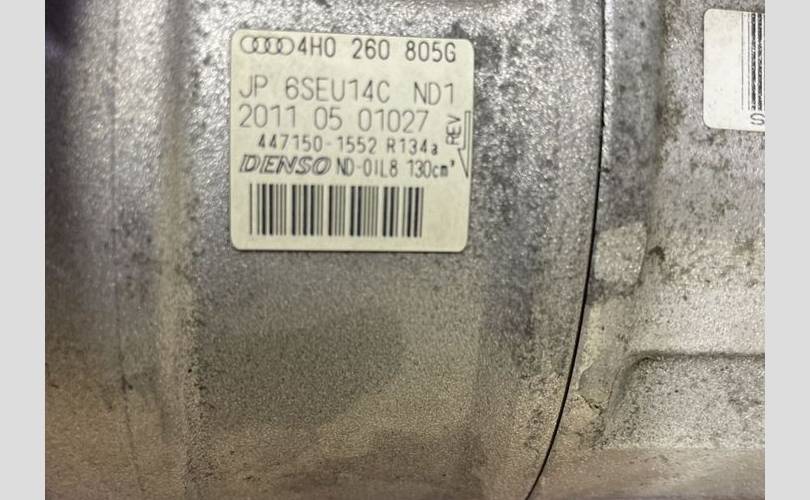 4H0 260 805G
JP 6SEU14C ND1
2011 05 01027
447150-1552 R134a
DENSO ND-OIL8 130cm³
REV
S